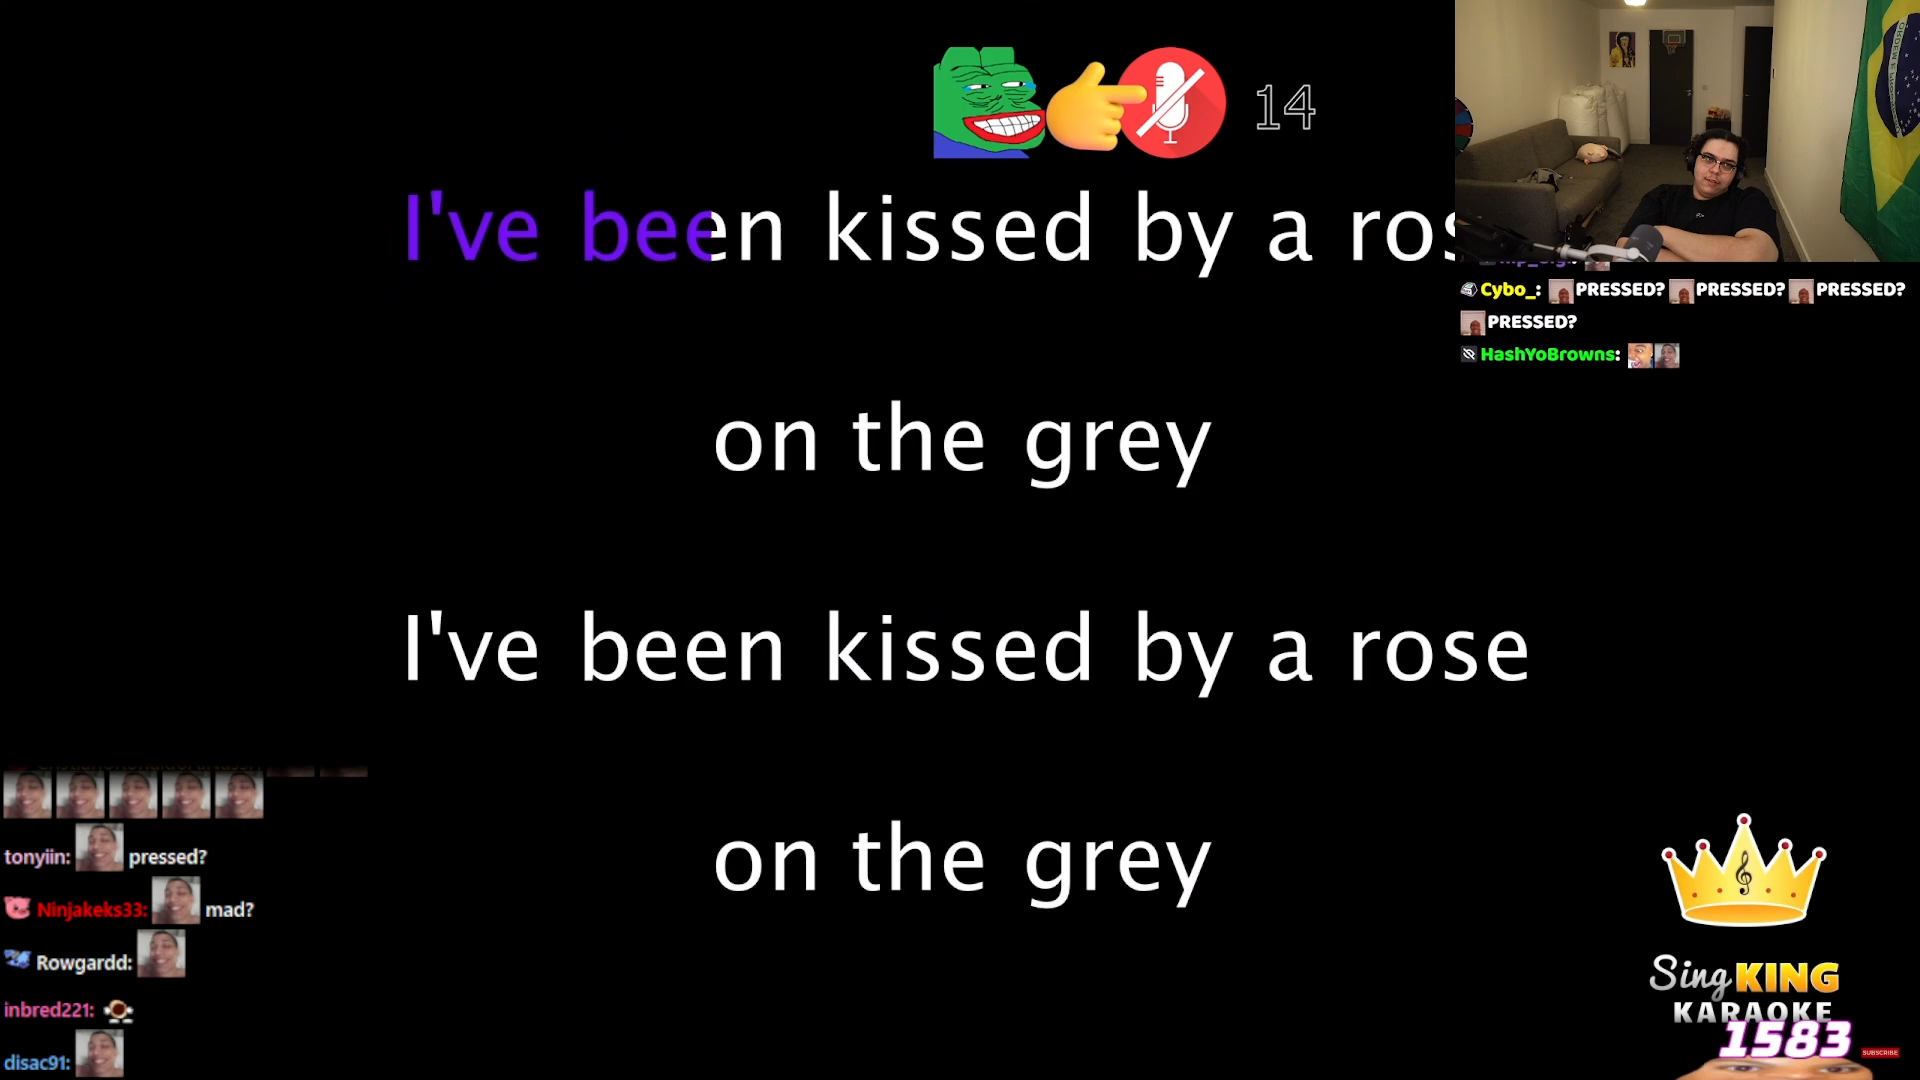 14
I've been kissed by a ros
on the grey
I've been kissed by a rose
on the grey
Cybo_: PRESSED? PRESSED? PRESSED?
PRESSED?
HashYoBrowns:
tonyiin: pressed?
Ninjakeks33: mad?
Rowgardd:
inbred221:
disac91:
Sing KING
KARAOKE
1583
SUBSCRIBE